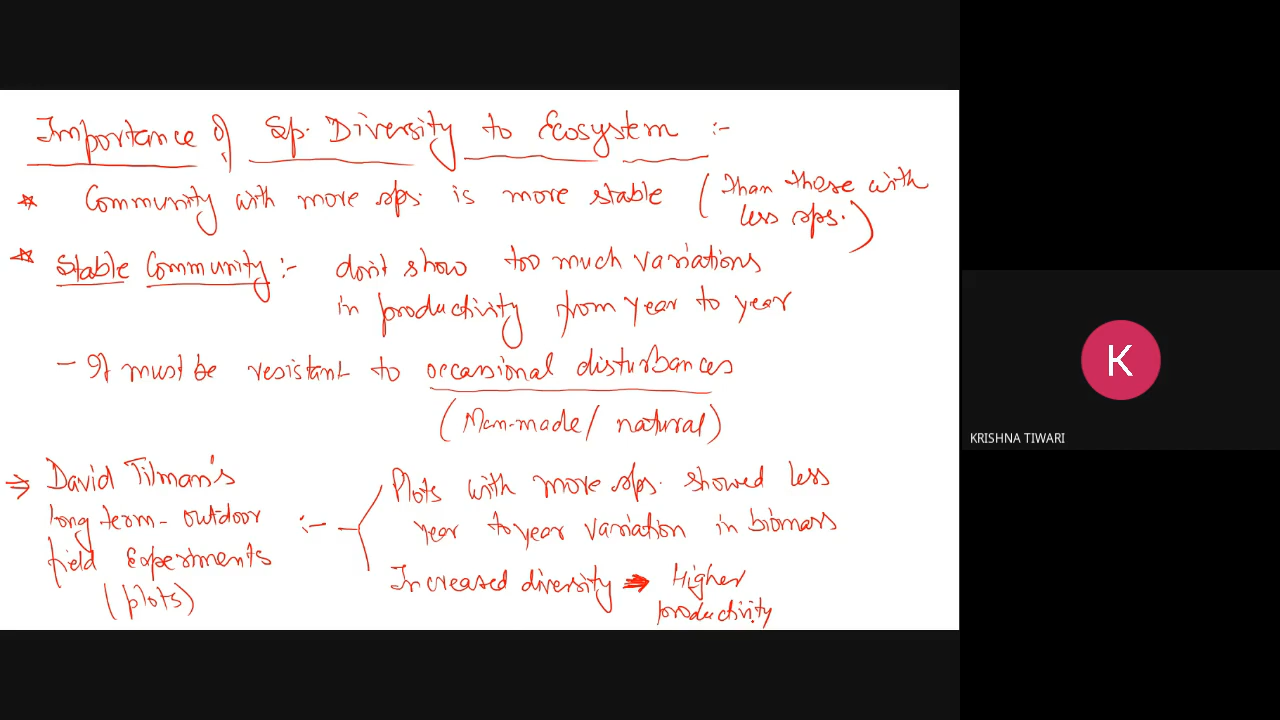 Importance of Sp. Diversity to Ecosystem :-
* Community with more sps. is more stable (than those with
less sps.)
* Stable Community :- don't show too much variations
in productivity from year to year
- It must be resistant to occassional disturbances
(Man-made/ natural)
⇒ David Tilman's
long term-outdoor
field Experments
(plots)
:-
Plots with more sps. showed less
year to year variation in biomass
Increased diversity → Higher
productivity
K
KRISHNA TIWARI